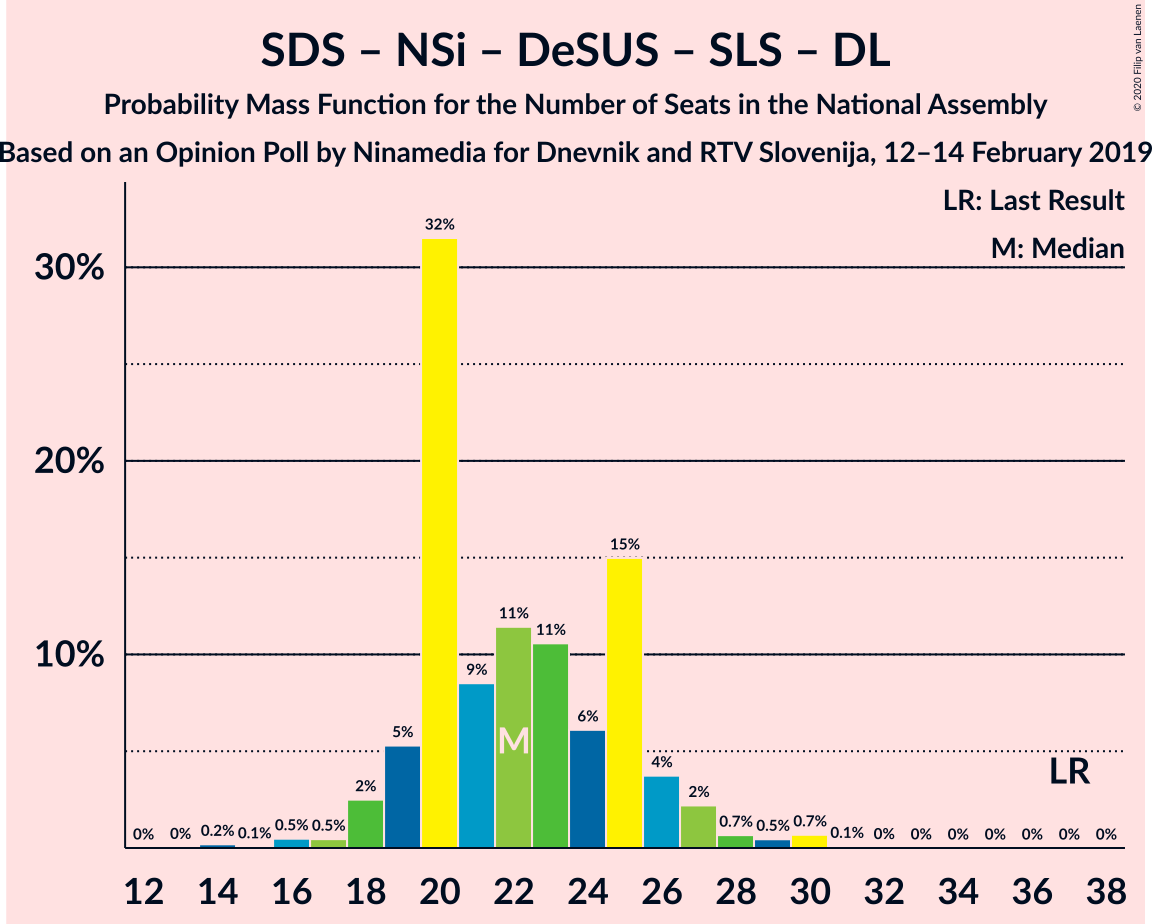 SDS – NSi – DeSUS – SLS – DL
Probability Mass Function for the Number of Seats in the National Assembly
Based on an Opinion Poll by Ninamedia for Dnevnik and RTV Slovenija, 12–14 February 2019
© 2020 Filip van Laenen
LR: Last Result
M: Median
30%
20%
10%
0% 0% 0.2% 0.1% 0.5% 0.5% 2% 5% 32% 9% 11% 11% 6% 15% 4% 2% 0.7% 0.5% 0.7% 0.1% 0% 0% 0% 0% 0% 0% 0%
M
LR
12 14 16 18 20 22 24 26 28 30 32 34 36 38